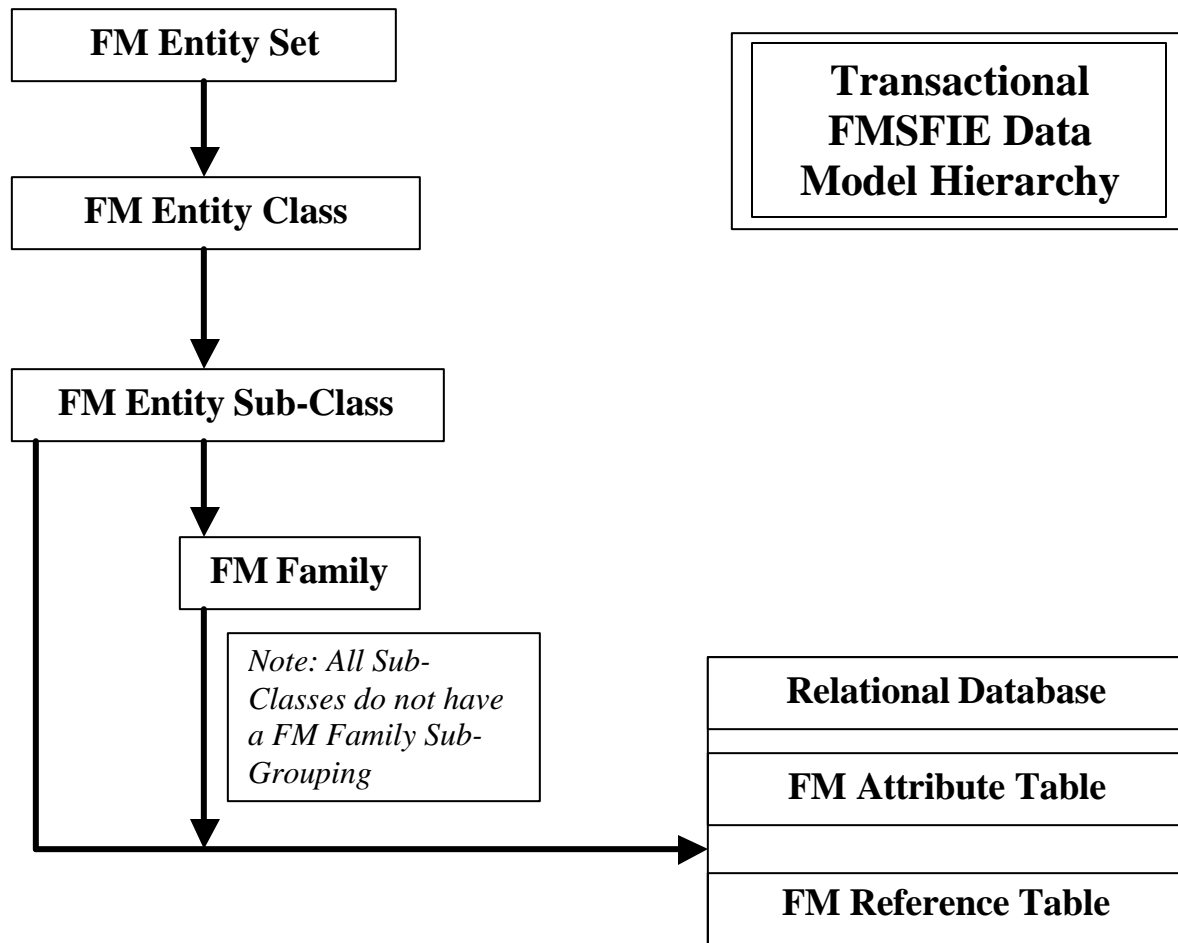 FM Entity Set
Transactional
FMSFIE Data
Model Hierarchy
FM Entity Class
FM Entity Sub-Class
FM Family
Note: All Sub-
Classes do not have
a FM Family Sub-
Grouping
Relational Database
FM Attribute Table
FM Reference Table